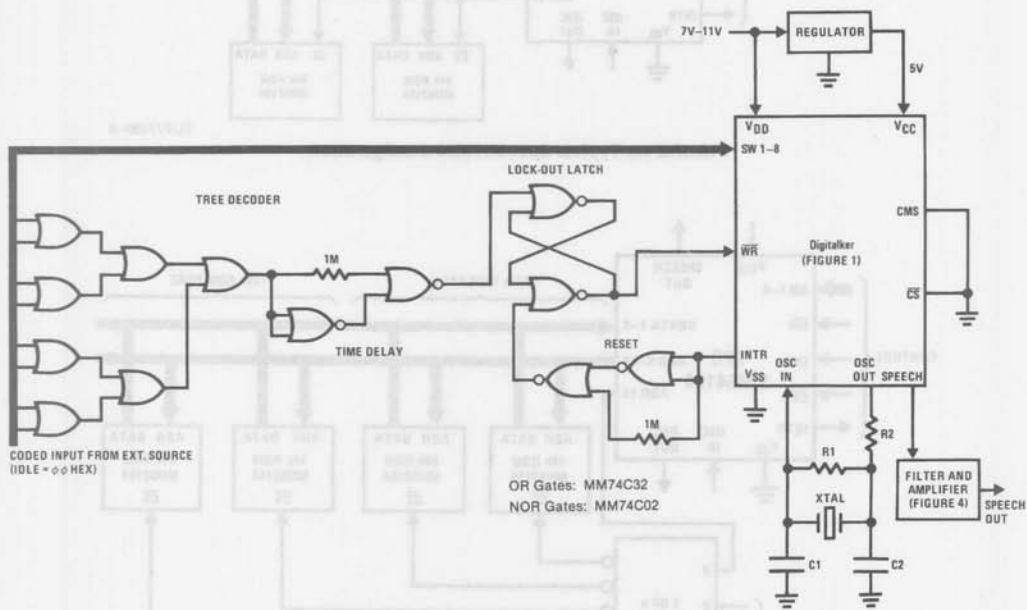 7V–11V
REGULATOR
5V
VDD
VCC
SW 1–8
LOCK-OUT LATCH
TREE DECODER
CMS
WR
Digitalker
(FIGURE 1)
1M
CS
TIME DELAY
RESET
INTR
VSS
OSC
IN
OSC
OUT
SPEECH
1M
R2
R1
CODED INPUT FROM EXT. SOURCE
(IDLE = φφ HEX)
OR Gates: MM74C32
NOR Gates: MM74C02
XTAL
FILTER AND
AMPLIFIER
(FIGURE 4)
SPEECH
OUT
C1
C2